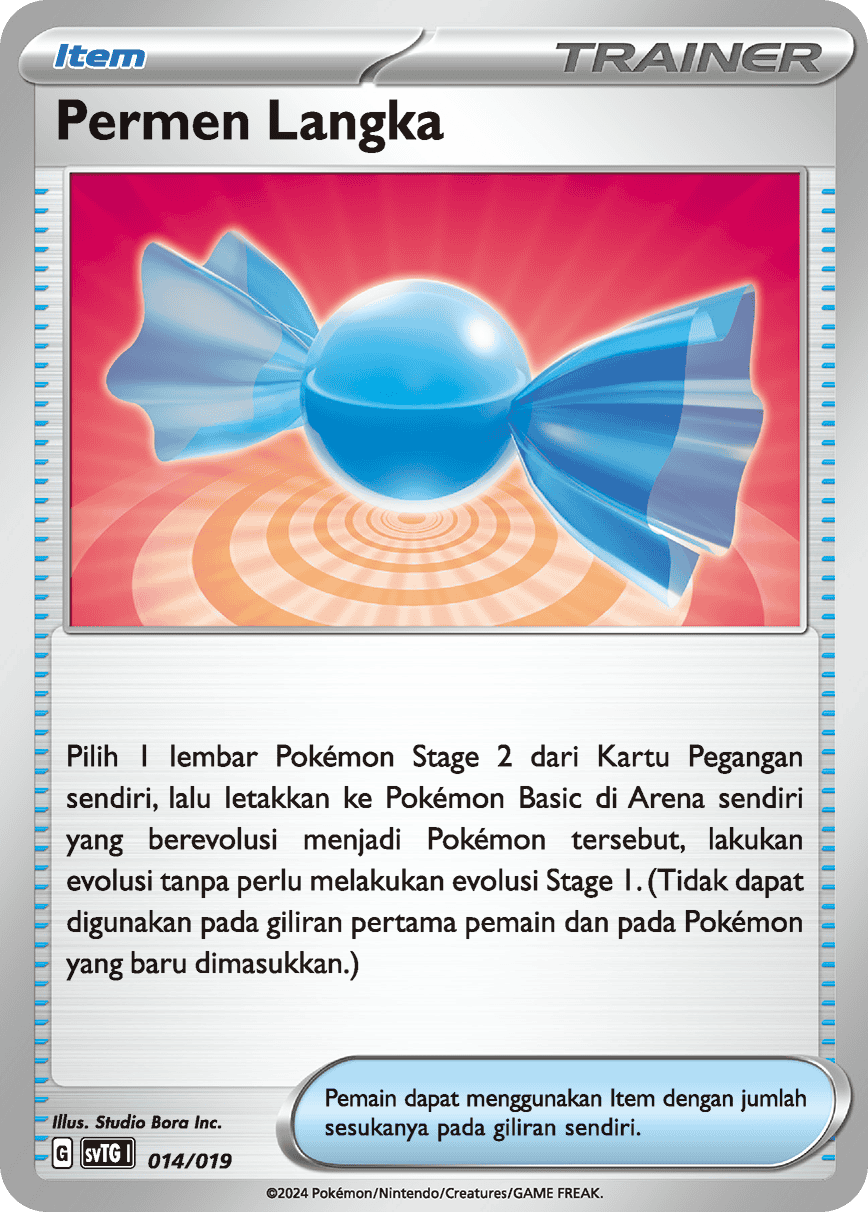 Item
TRAINER
Permen Langka
Pilih 1 lembar Pokémon Stage 2 dari Kartu Pegangan
sendiri, lalu letakkan ke Pokémon Basic di Arena sendiri
yang berevolusi menjadi Pokémon tersebut, lakukan
evolusi tanpa perlu melakukan evolusi Stage 1. (Tidak dapat
digunakan pada giliran pertama pemain dan pada Pokémon
yang baru dimasukkan.)
Pemain dapat menggunakan Item dengan jumlah
sesukanya pada giliran sendiri.
Illus. Studio Bora Inc.
G svTG I 014/019
©2024 Pokémon/Nintendo/Creatures/GAME FREAK.